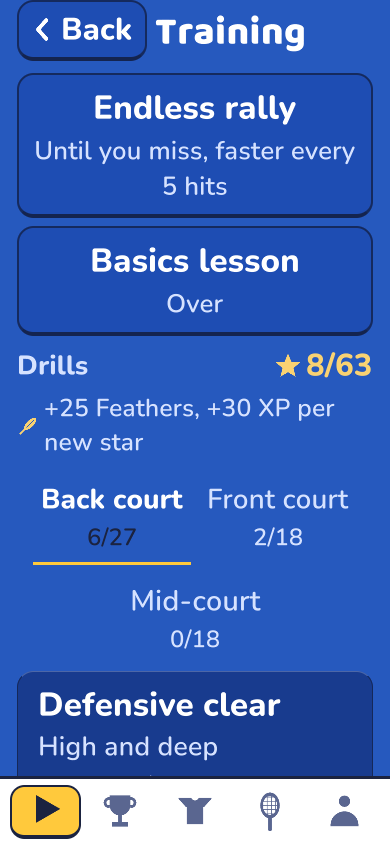 Back
Training
Endless rally
Until you miss, faster every
5 hits
Basics lesson
Over
Drills
8/63
+25 Feathers, +30 XP per
new star
Back court
Front court
6/27
2/18
Mid-court
0/18
Defensive clear
High and deep